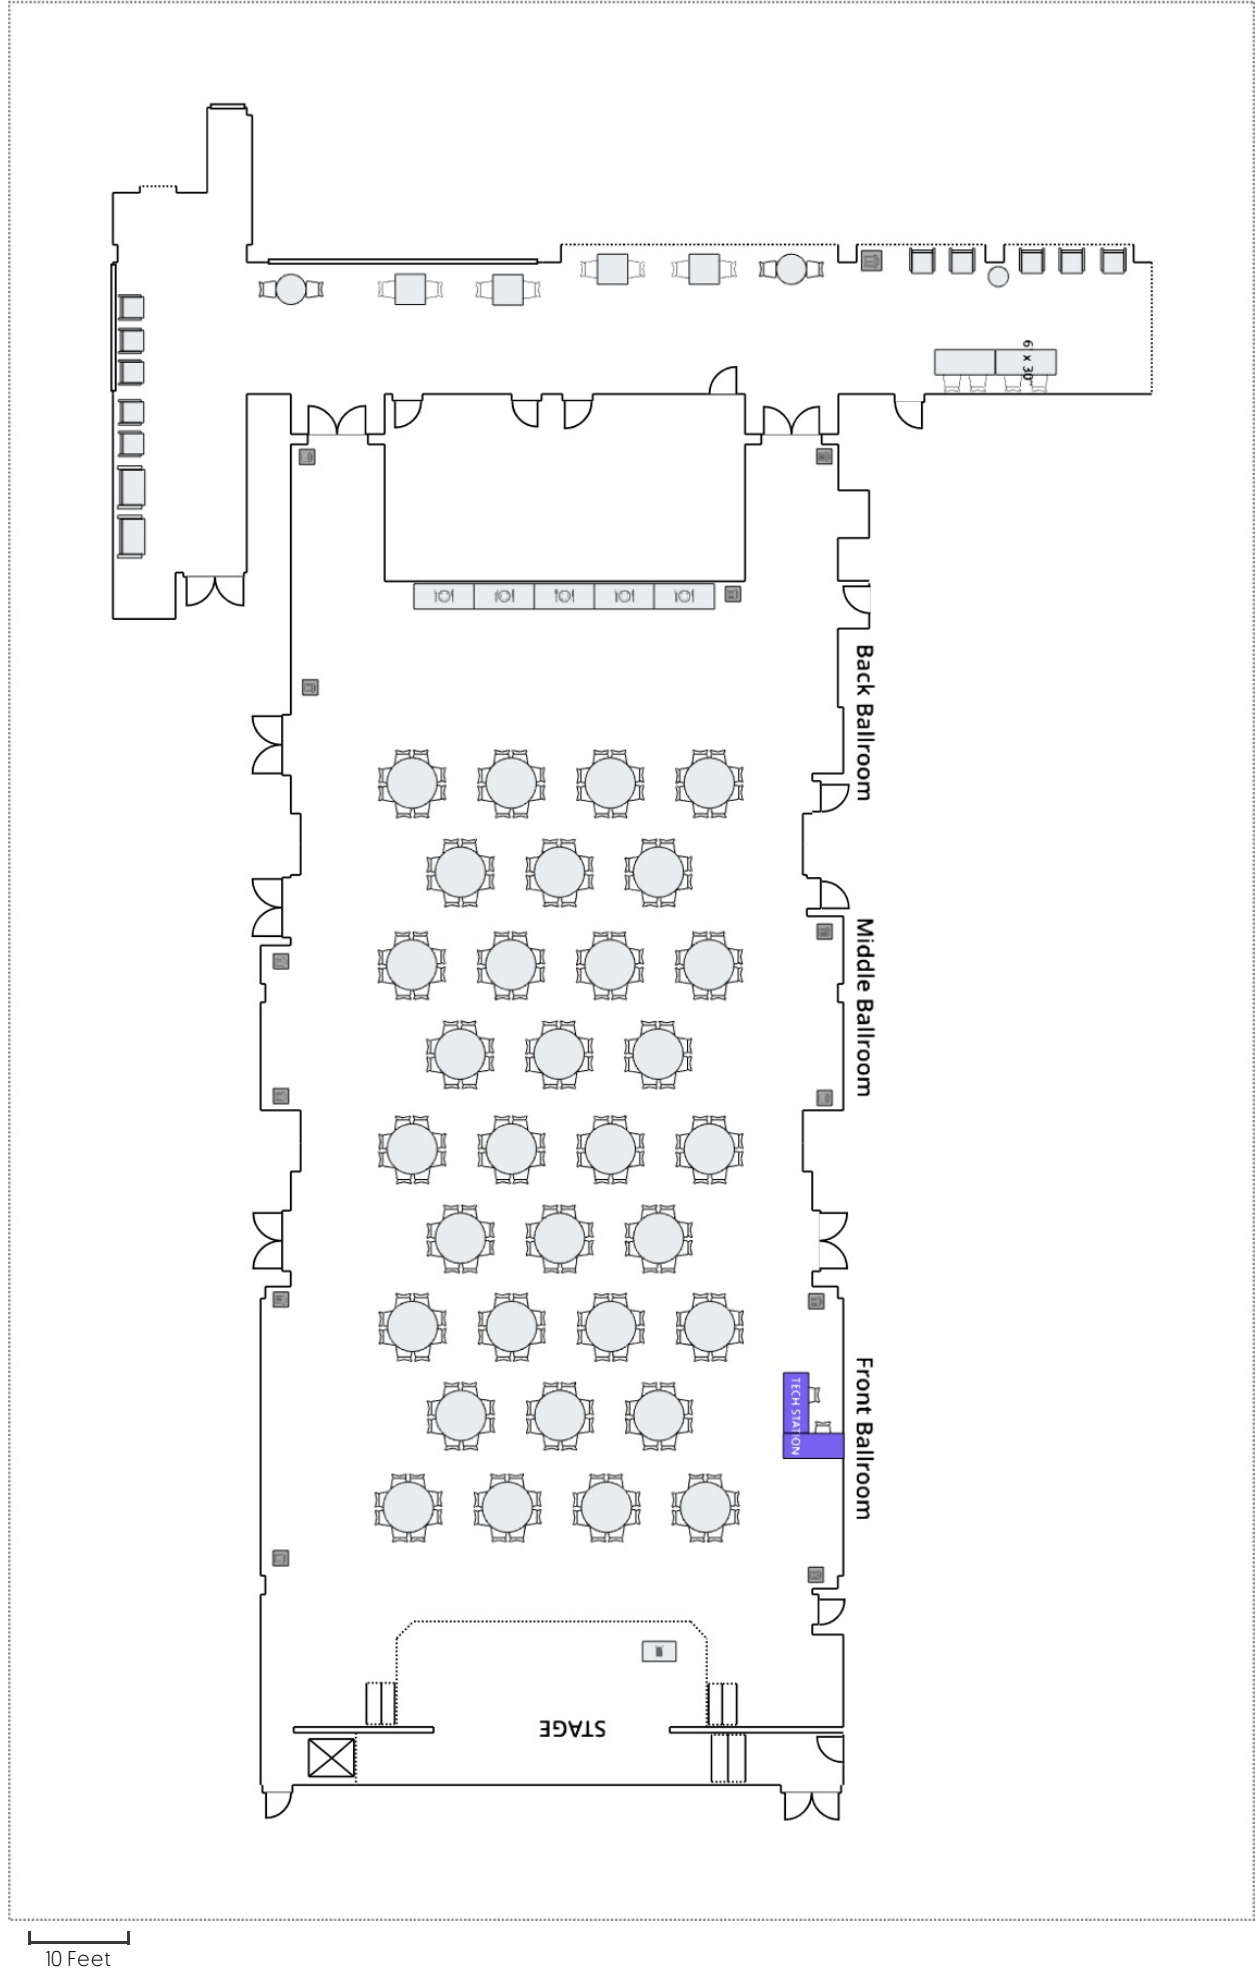 6' x 30"
Back Ballroom
Middle Ballroom
Front Ballroom
TECH STATION
STAGE
10 Feet